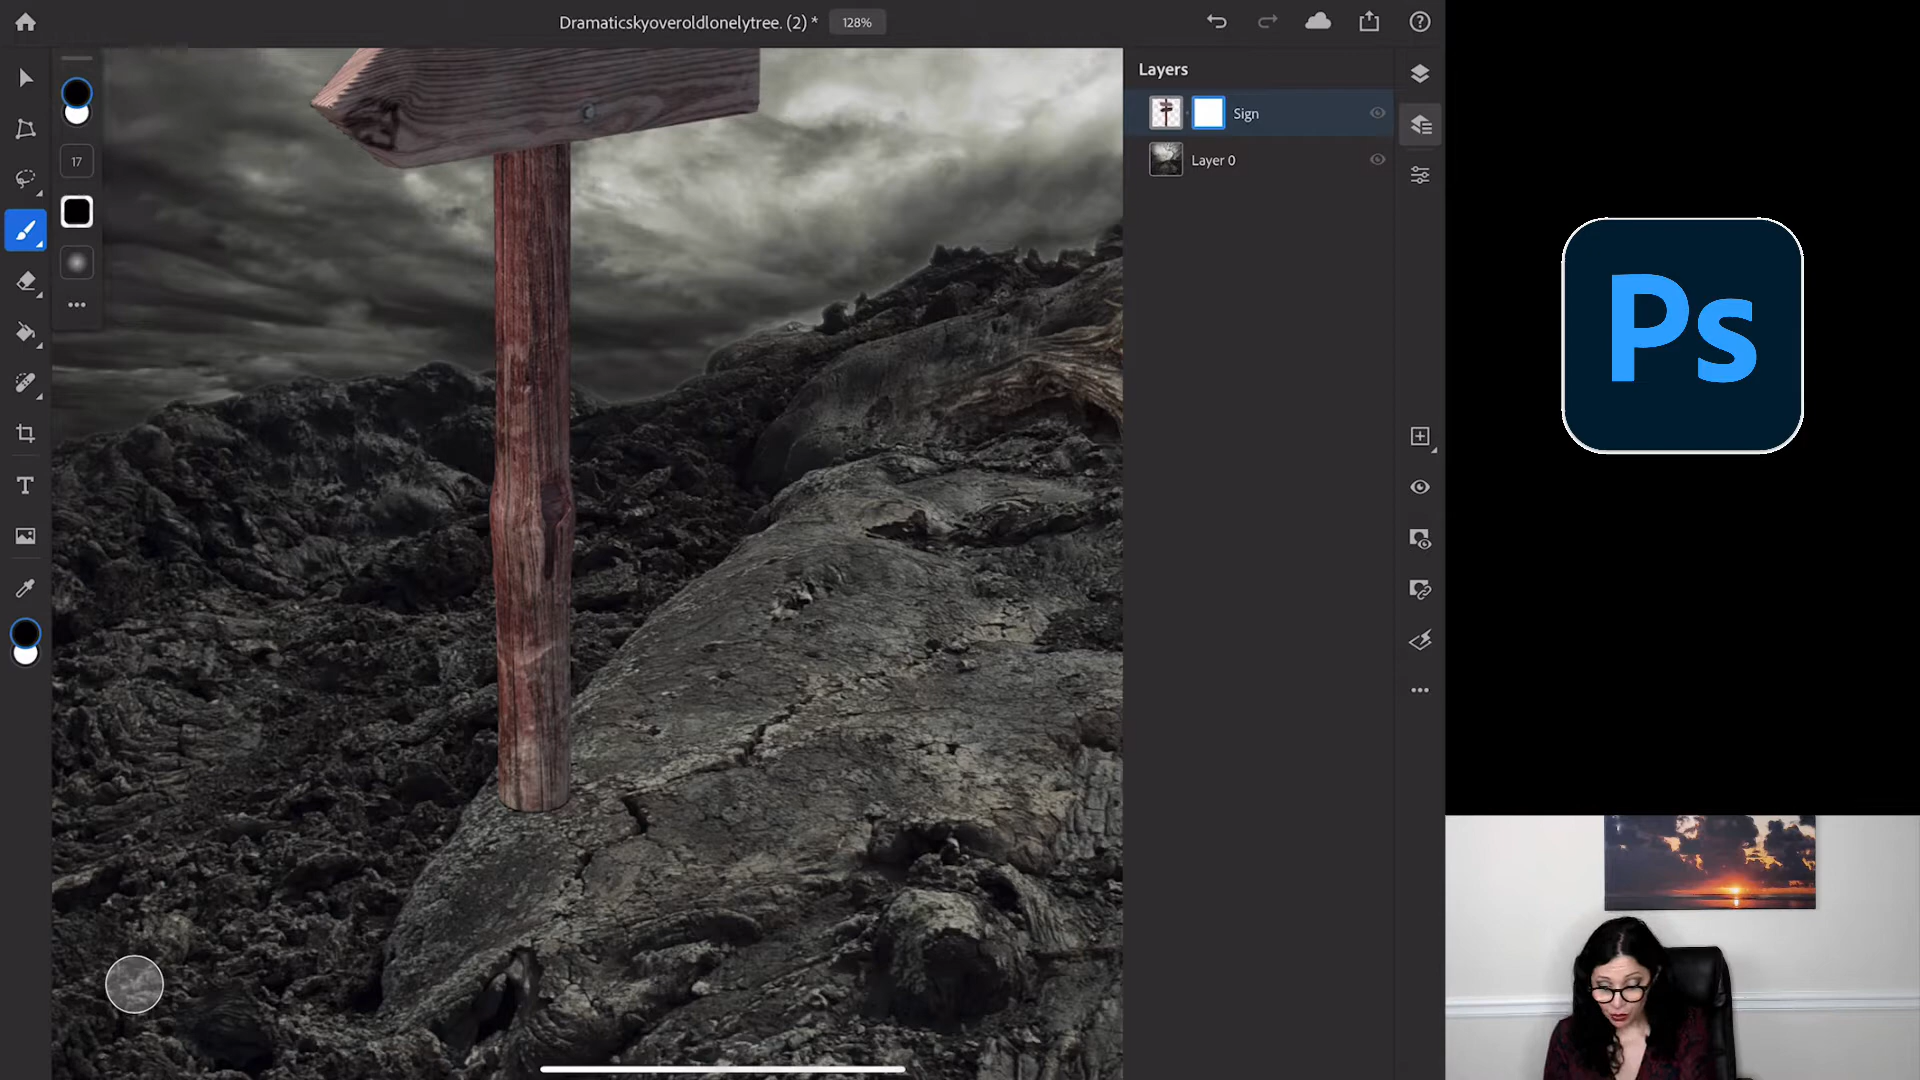 Dramaticskyoveroldlonelytree. (2) *
128%
Layers
17
Sign
Layer 0
T
Ps